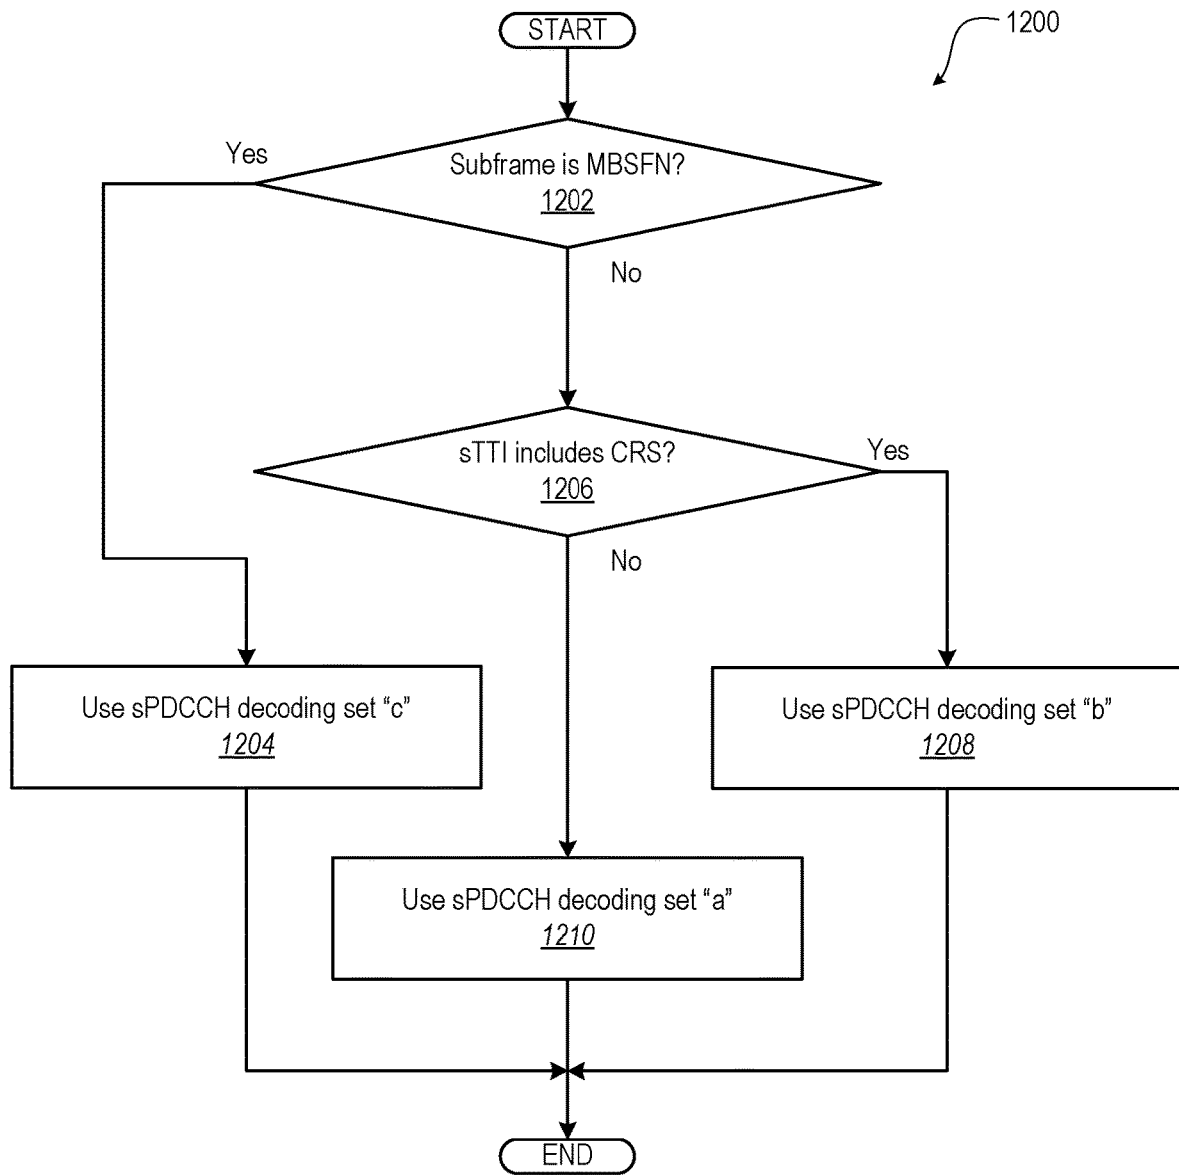 START
1200
Yes
Subframe is MBSFN?
1202
No
sTTI includes CRS?
1206
Yes
No
Use sPDCCH decoding set “c”
1204
Use sPDCCH decoding set “b”
1208
Use sPDCCH decoding set “a”
1210
END